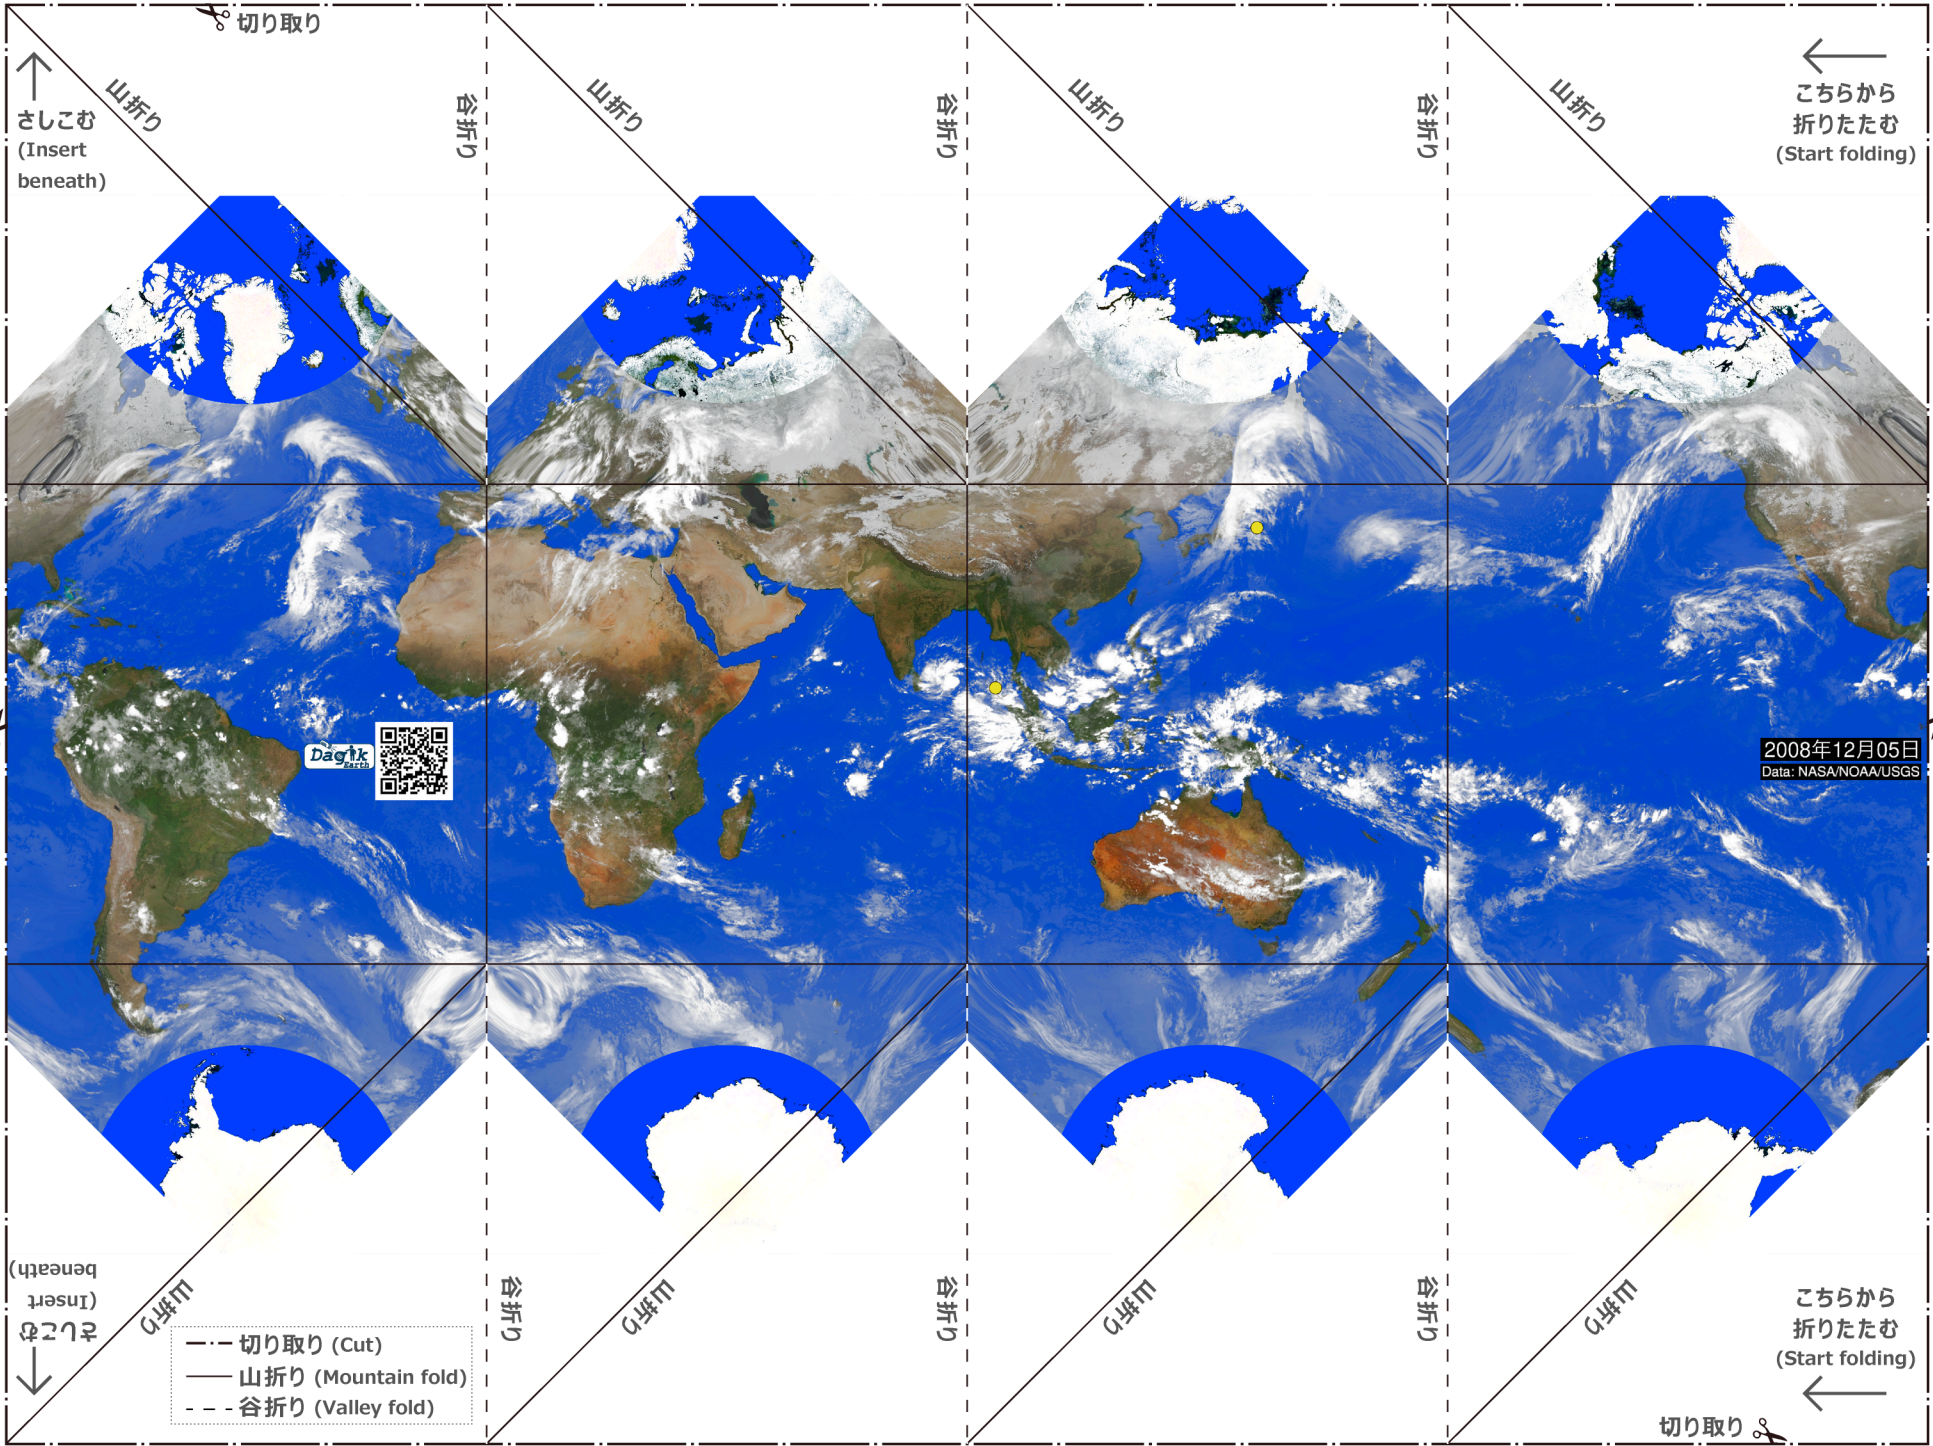 切り取り
山折り
谷折り
山折り
谷折り
山折り
谷折り
山折り
さしこむ
(Insert
beneath)
こちらから
折りたたむ
(Start folding)
Dagik
Earth
2008年12月05日
Data: NASA/NOAA/USGS
さしこむ
(Insert
beneath)
山折り
谷折り
山折り
谷折り
山折り
谷折り
山折り
切り取り (Cut)
山折り (Mountain fold)
谷折り (Valley fold)
こちらから
折りたたむ
(Start folding)
切り取り